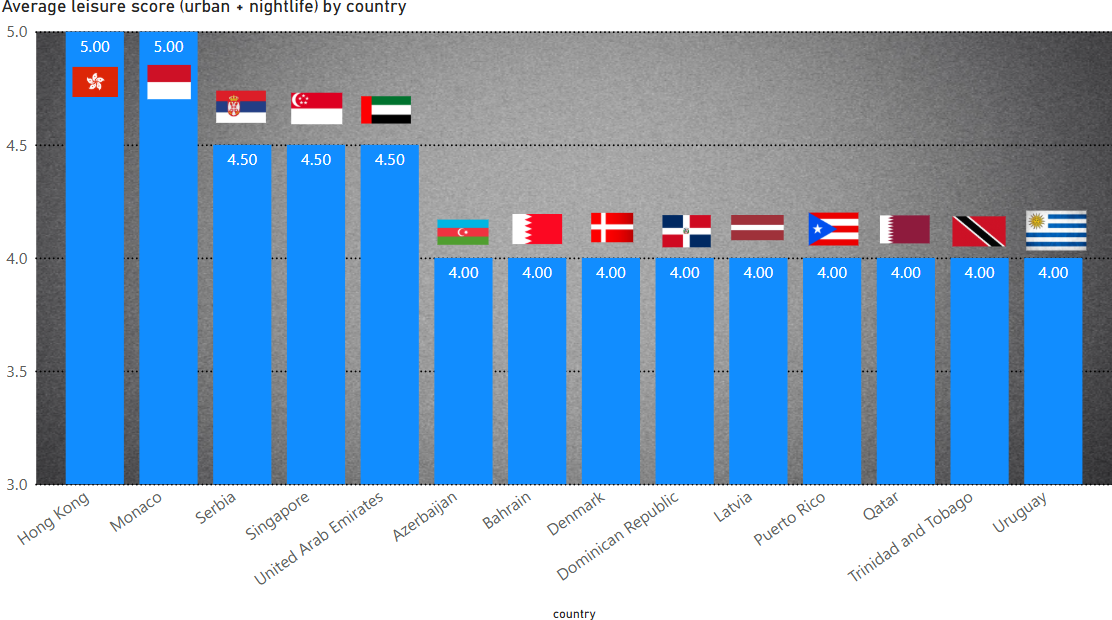 Average leisure score (urban + nightlife) by country
5.0
4.5
4.0
3.5
3.0
5.00
5.00
4.50
4.50
4.50
4.00
4.00
4.00
4.00
4.00
4.00
4.00
4.00
4.00
Hong Kong
Monaco
Serbia
Singapore
United Arab Emirates
Azerbaijan
Bahrain
Denmark
Dominican Republic
Latvia
Puerto Rico
Qatar
Trinidad and Tobago
Uruguay
country